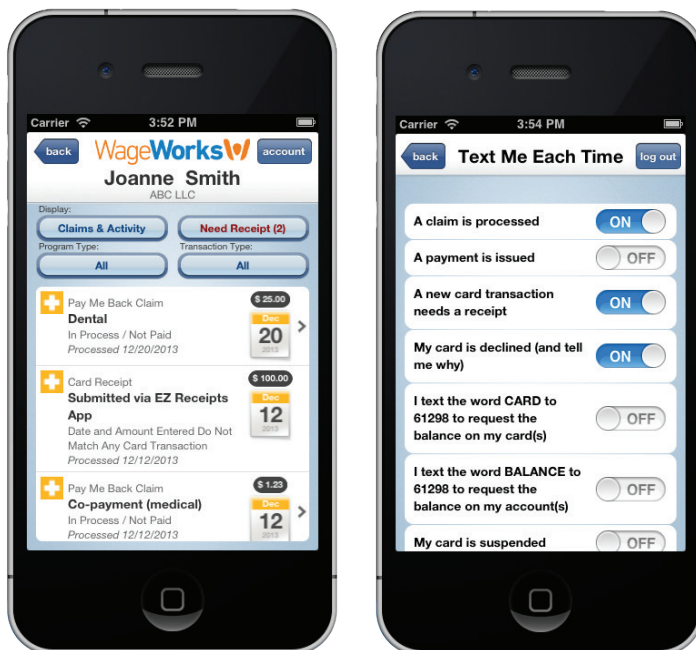 Carrier 3:52 PM
back WageWorks account
Joanne Smith
ABC LLC
Display:
Claims & Activity Need Receipt (2)
Program Type: Transaction Type:
All All
Pay Me Back Claim $ 25.00
Dental Dec
In Process / Not Paid 20
Processed 12/20/2013 2013
Card Receipt $ 100.00
Submitted via EZ Receipts Dec
App 12
Date and Amount Entered Do Not 2013
Match Any Card Transaction
Processed 12/12/2013
Pay Me Back Claim $ 1.23
Co-payment (medical) Dec
In Process / Not Paid 12
Processed 12/12/2013 2013
Carrier 3:54 PM
back Text Me Each Time log out
A claim is processed ON
A payment is issued OFF
A new card transaction ON
needs a receipt
My card is declined (and tell ON
me why)
I text the word CARD to
61298 to request the OFF
balance on my card(s)
I text the word BALANCE to
61298 to request the OFF
balance on my account(s)
My card is suspended OFF